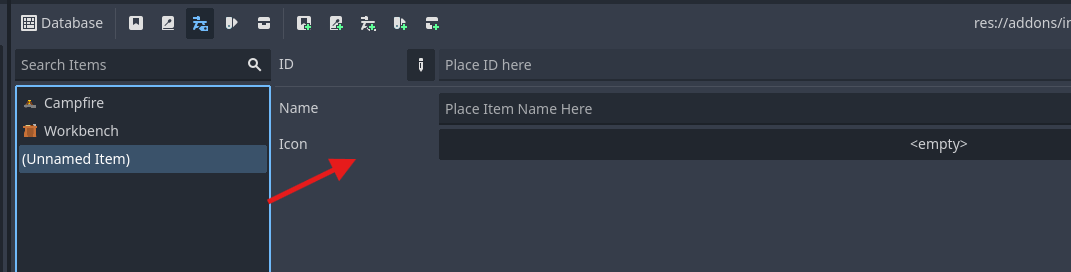 Database
res://addons/i
Search Items
ID
Place ID here
Campfire
Name
Place Item Name Here
Workbench
Icon
<empty>
(Unnamed Item)